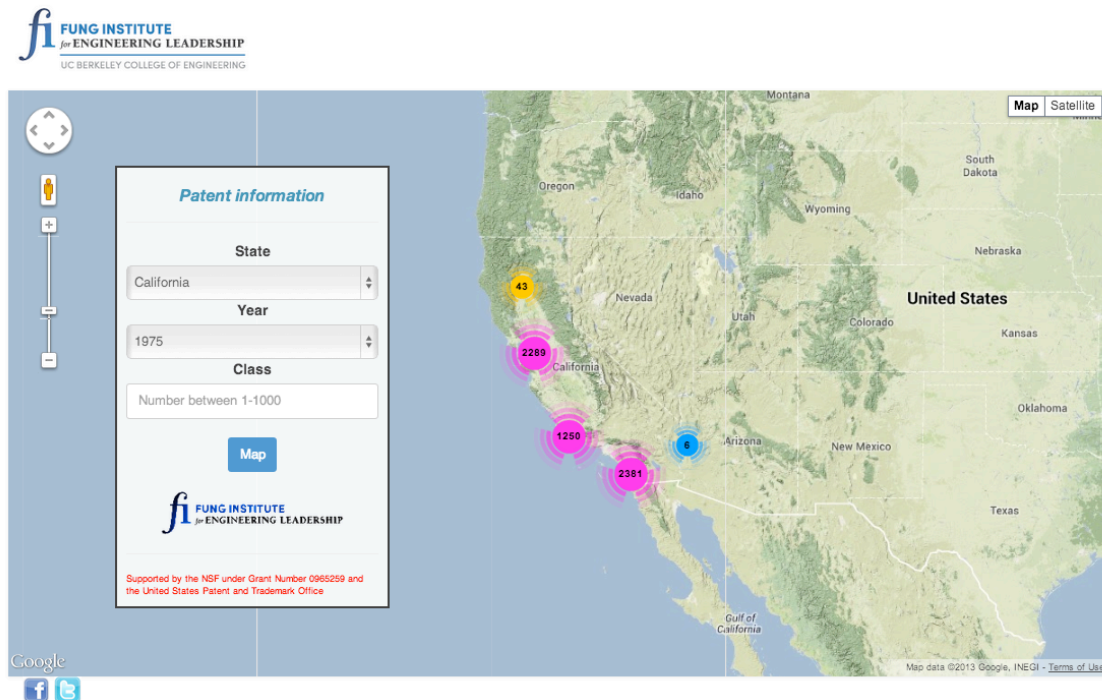 FUNG INSTITUTE
for ENGINEERING LEADERSHIP
UC BERKELEY COLLEGE OF ENGINEERING
Montana
Map Satellite
South
Dakota
Oregon
Idaho
Wyoming
Nebraska
Patent information
State
California
Year
1975
Class
Number between 1-1000
Map
FUNG INSTITUTE
for ENGINEERING LEADERSHIP
Supported by the NSF under Grant Number 0965259 and
the United States Patent and Trademark Office
43
Nevada
United States
Utah
Colorado
Kansas
2289
California
Oklahoma
1250
6
Arizona
New Mexico
2381
Texas
Gulf of
California
Google
Map data ©2013 Google, INEGI - Terms of Use